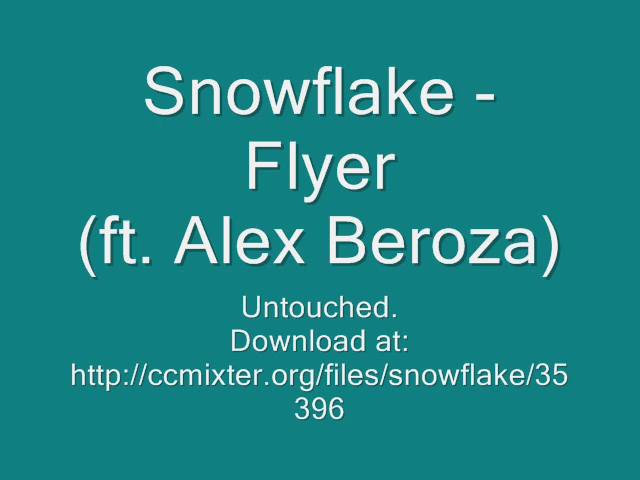 Snowflake -
Flyer
(ft. Alex Beroza)
Untouched.
Download at:
http://ccmixter.org/files/snowflake/35
396